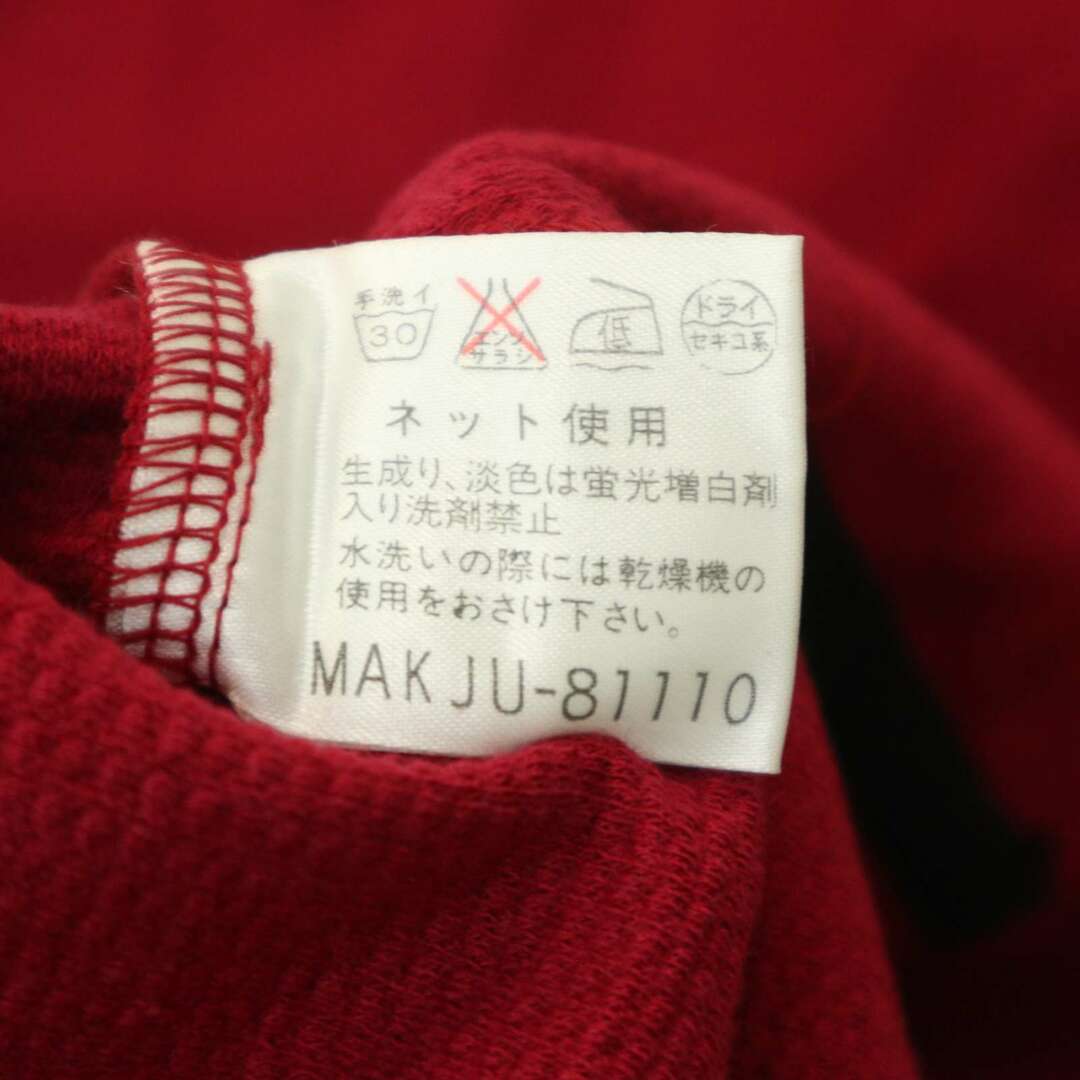 手洗イ
30
エンソ
サラシ
低
ドライ
セキユ系
ネット使用
生成り、淡色は蛍光増白剤
入り洗剤禁止
水洗いの際には乾燥機の
使用をおさけ下さい。
MAK JU-81110